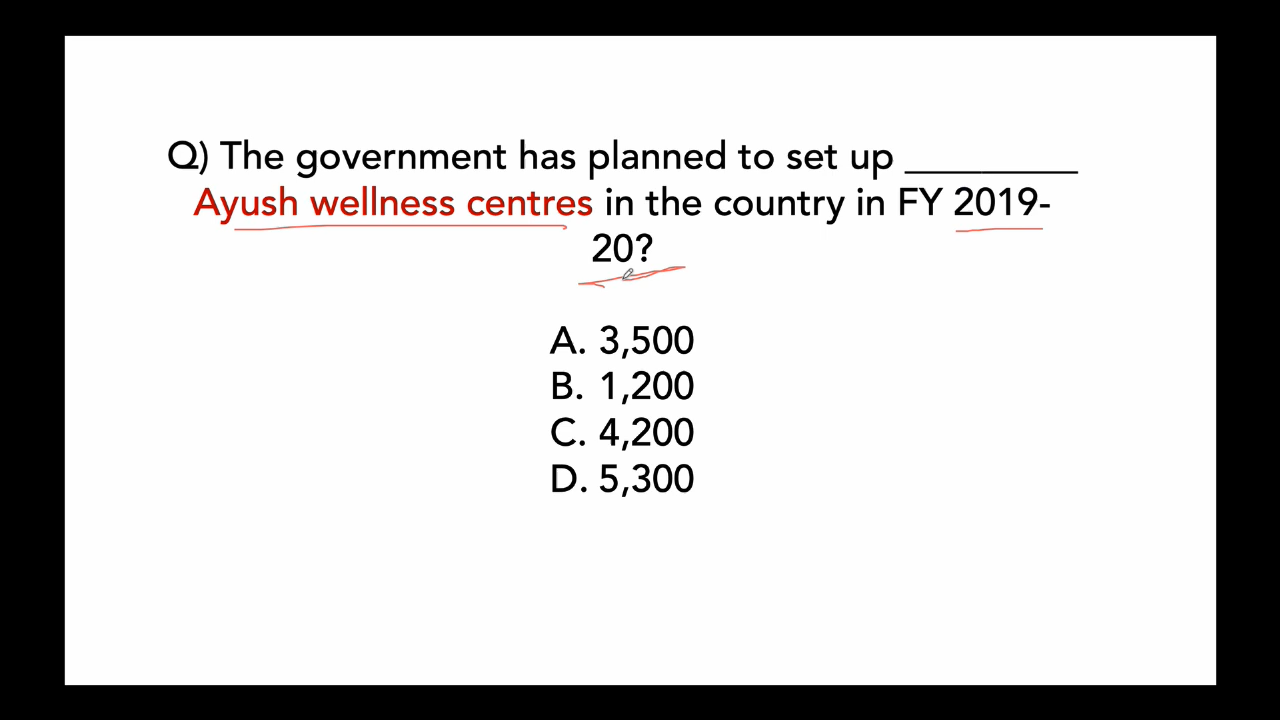 Q) The government has planned to set up _________
Ayush wellness centres in the country in FY 2019-
20?
A. 3,500
B. 1,200
C. 4,200
D. 5,300